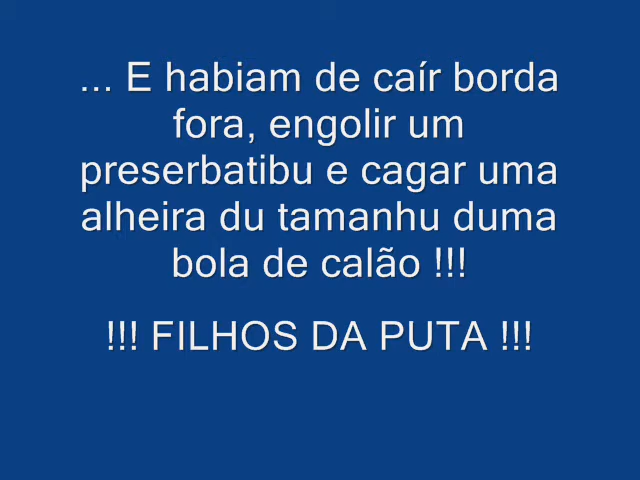 ... E habiam de caír borda
fora, engolir um
preserbatibu e cagar uma
alheira du tamanhu duma
bola de calão !!!
!!! FILHOS DA PUTA !!!